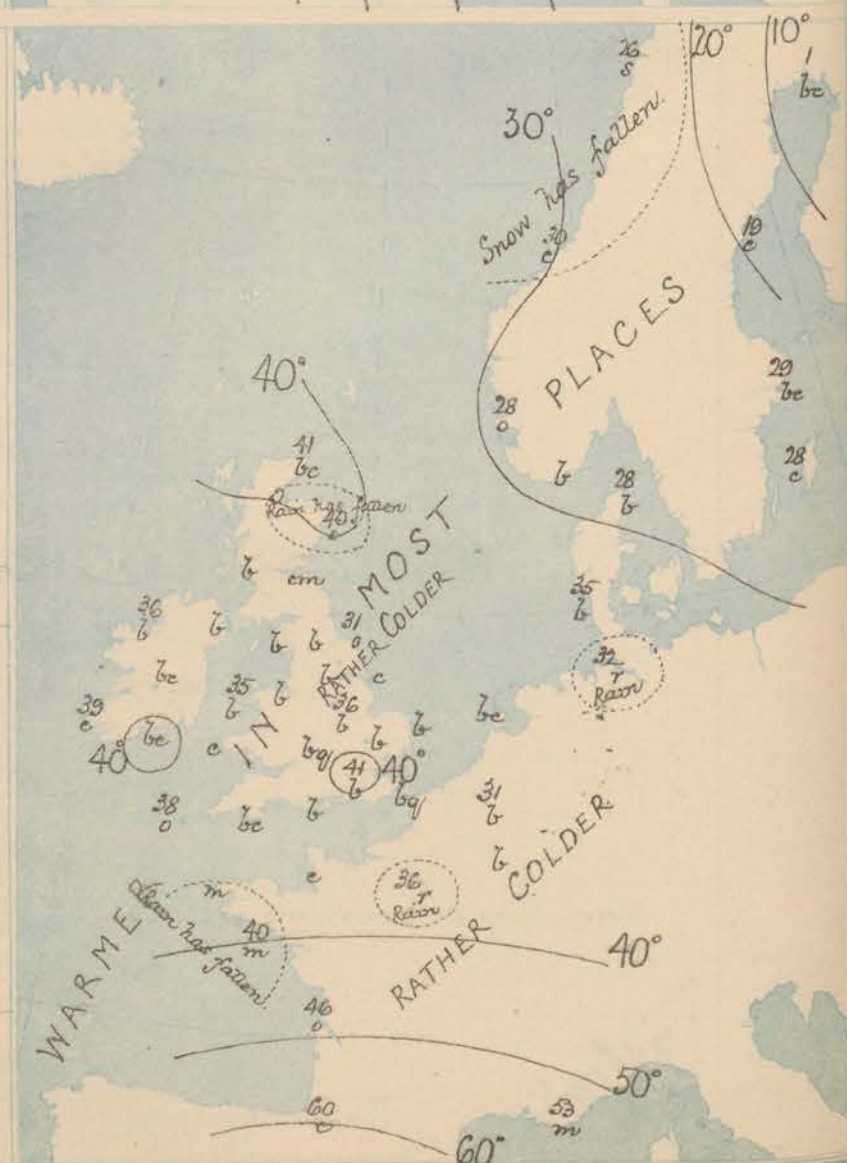 10°
20°
26
s
1
bc
30°
Snow has fallen.
30
c
19
c
PLACES
40°
29
bc
28
o
41
bc
b
28
b
28
c
Rain has fallen
40
c
MOST
b
cm
35
b
36
b
b
b
b
31
o
RATHER COLDER
32
r
Rain
bc
35
b
b
b
c
39
c
36
b
b
b
bc
IN
40°
bc
c
bq
41
b
40°
bq
31
b
38
o
bc
b
b
COLDER
c
36
r
Rain
m
WARME
Rain has fallen.
40
m
RATHER
40°
46
o
50°
60
c
53
m
60°